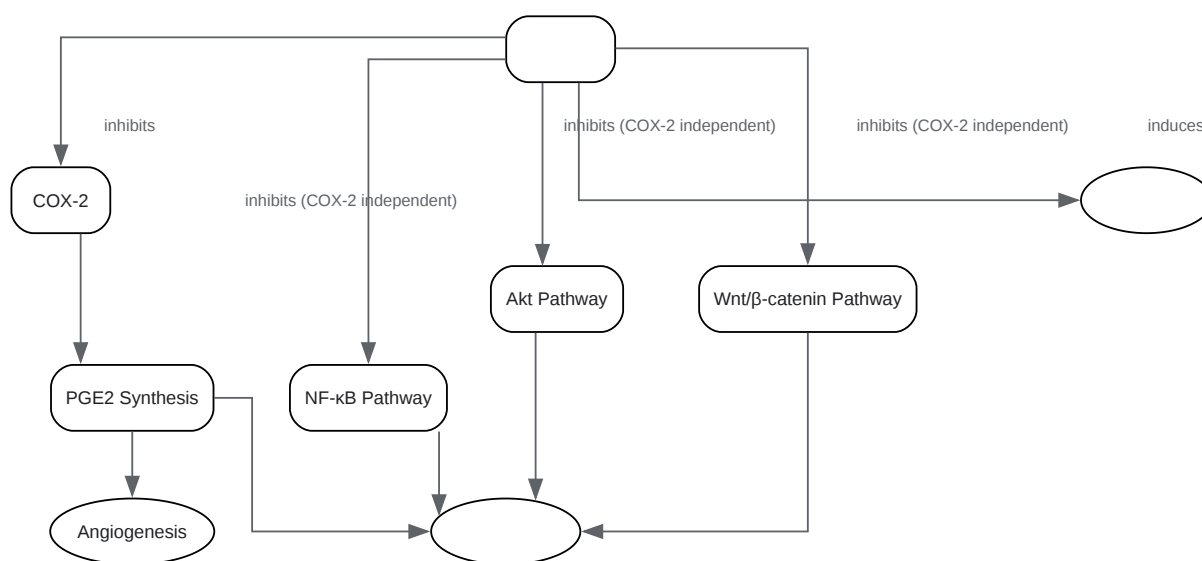 inhibits
inhibits (COX-2 independent)
inhibits (COX-2 independent)
induces
COX-2
inhibits (COX-2 independent)
Akt Pathway
Wnt/β-catenin Pathway
PGE2 Synthesis
NF-κB Pathway
Angiogenesis